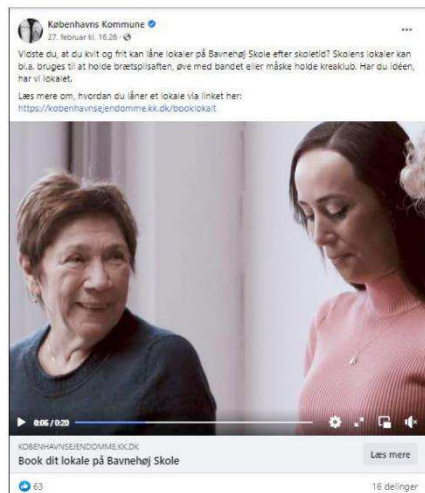 Københavns Kommune
27. februar kl. 16.26
Vidste du, at du kvit og frit kan låne lokaler på Bavnehøj Skole efter skoletid? Skolens lokaler kan
bl.a. bruges til at holde brætspilsaften, øve med bandet eller måske holde kreaklub. Har du idéen,
har vi lokalet.
Læs mere om, hvordan du låner et lokale via linket her:
https://kobenhavnsejendomme.kk.dk/booklokalt
0:06 / 0:20
KOBENHAVNSEJENDOMME.KK.DK
Book dit lokale på Bavnehøj Skole
Læs mere
63
16 delinger